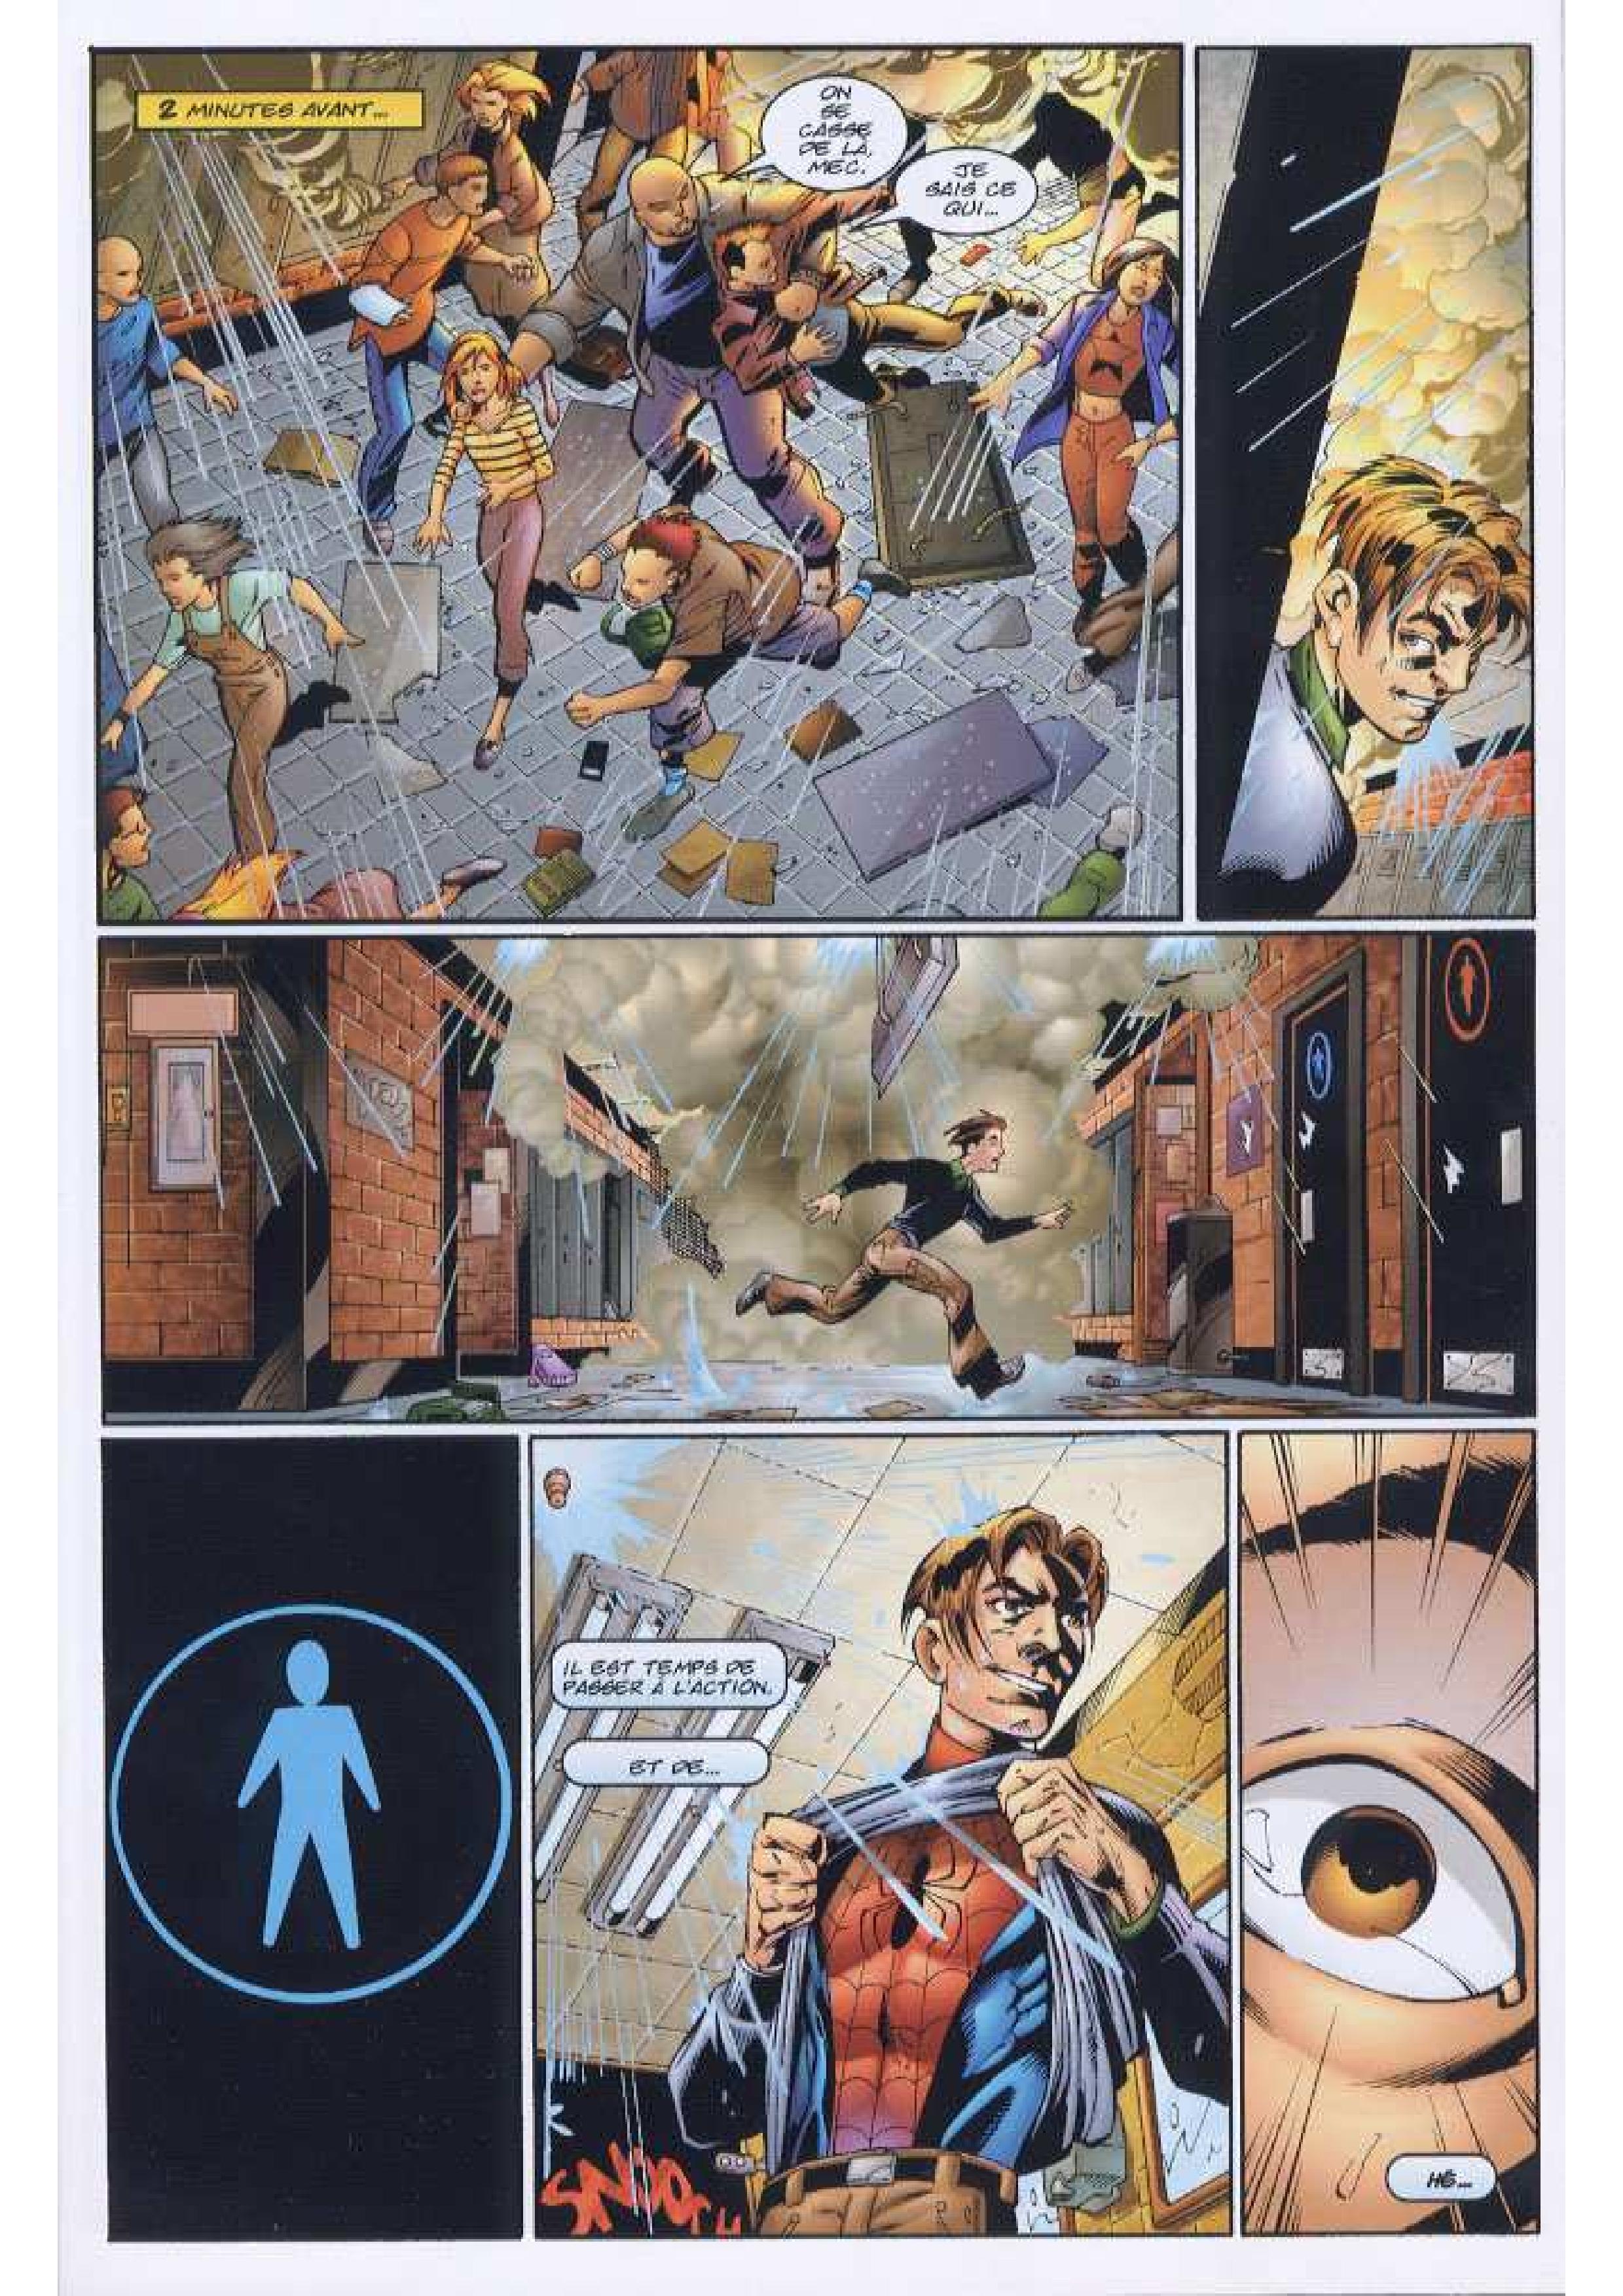 2 MINUTES AVANT...
ON
SE
CASSE
DE LÀ,
MEC.
JE
SAIS CE
QUI...
IL EST TEMPS DE
PASSER À L'ACTION.
ET DE...
HÉ...